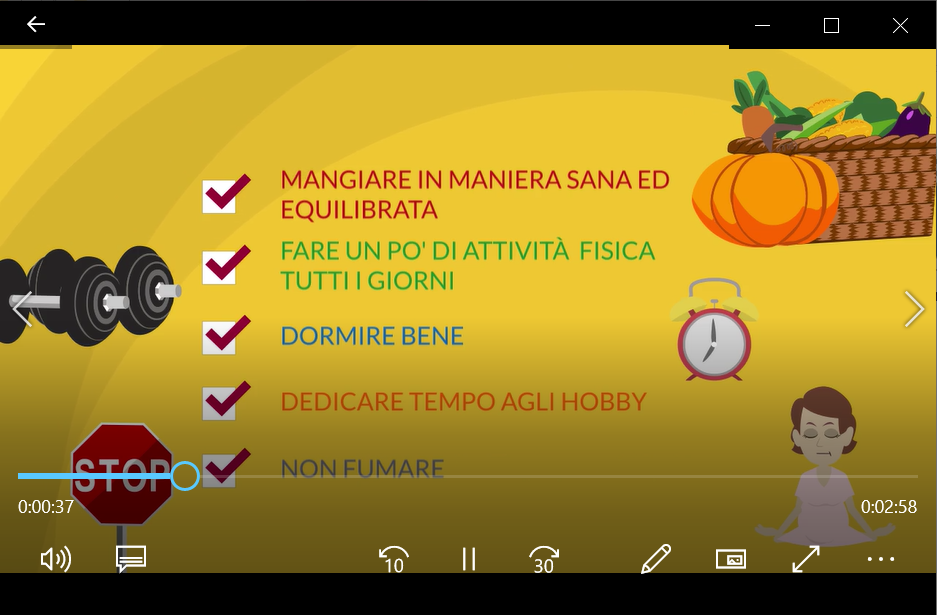 MANGIARE IN MANIERA SANA ED
EQUILIBRATA
FARE UN PO' DI ATTIVITÀ FISICA
TUTTI I GIORNI
DORMIRE BENE
DEDICARE TEMPO AGLI HOBBY
STOP
NON FUMARE
0:00:37
0:02:58
10
30